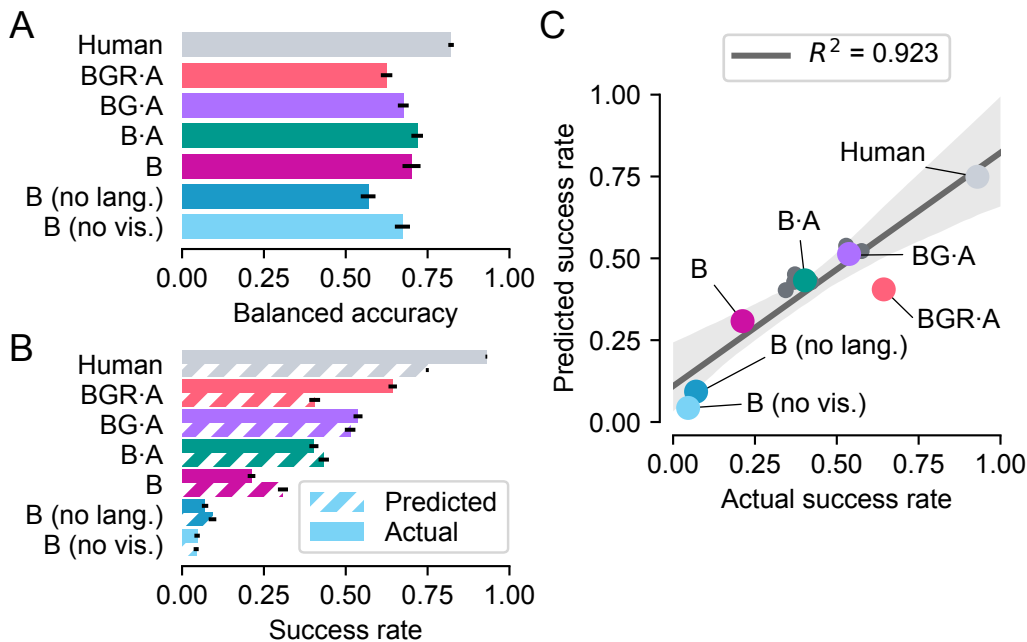 A
Human
BGR·A
BG·A
B·A
B
B (no lang.)
B (no vis.)
0.00 0.25 0.50 0.75 1.00
Balanced accuracy
B
Human
BGR·A
BG·A
B·A
B
B (no lang.)
B (no vis.)
Predicted
Actual
0.00 0.25 0.50 0.75 1.00
Success rate
C
R² = 0.923
Predicted success rate
1.00
0.75
0.50
0.25
0.00
Human
B·A
BG·A
B
BGR·A
B (no lang.)
B (no vis.)
0.00 0.25 0.50 0.75 1.00
Actual success rate